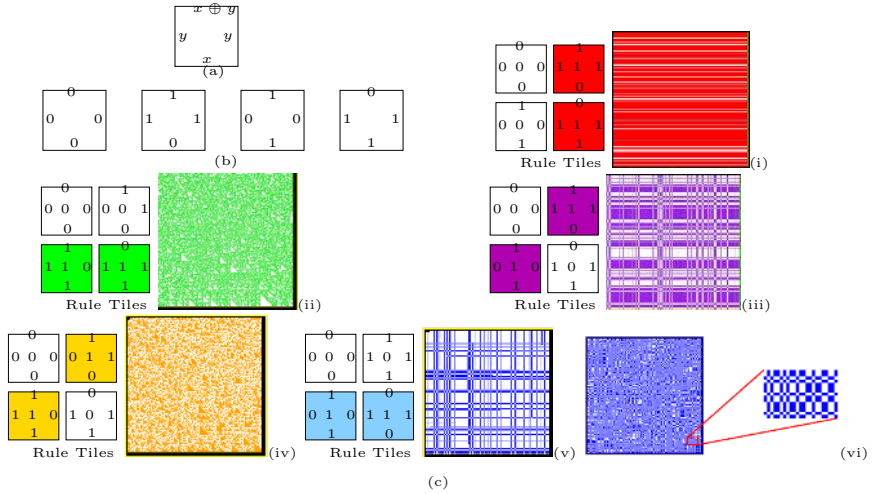 x ⊕ y
y y
x
(a)
0 1 0 1 0
0 0 1 1 1 0 1 1
0 0 1 1
(b)
0 1
0 0 0 1 1 1
0 0
1 0
0 0 0 1 1 1
1 1
Rule Tiles (i)
0 1
0 0 0 0 0 1
0 0
1 0
1 1 0 1 1 1
1 1
Rule Tiles (ii)
0 1
0 0 0 1 1 1
0 0
1 0
0 1 0 1 0 1
1 1
Rule Tiles (iii)
0 1
0 0 0 0 1 1
0 0
1 0
1 1 0 1 0 1
1 1
Rule Tiles (iv)
0 1
0 0 0 1 0 1
0 1
1 0
0 1 0 1 1 1
0 0
Rule Tiles (v)
(vi)
(c)